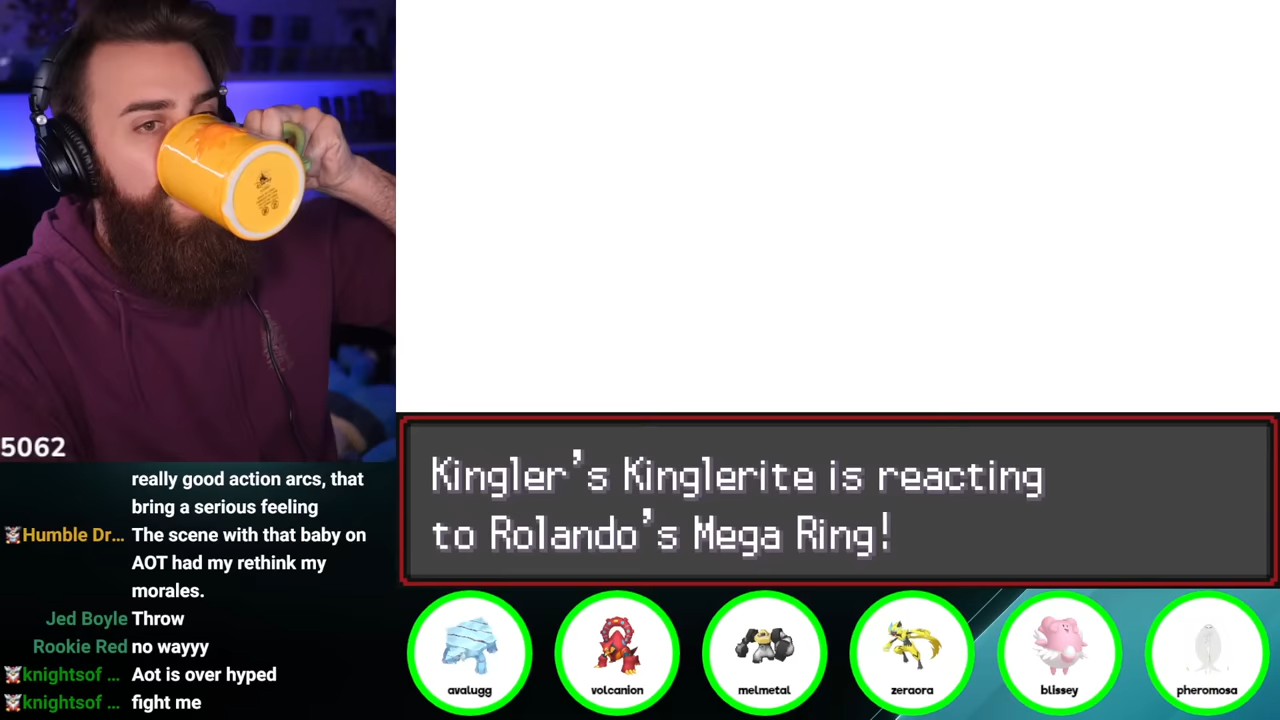 5062
really good action arcs, that
bring a serious feeling
Humble Dr... The scene with that baby on
AOT had my rethink my
morales.
Jed Boyle Throw
Rookie Red no wayyy
knightsof ... Aot is over hyped
knightsof ... fight me
Kingler's Kinglerite is reacting
to Rolando's Mega Ring!
avalugg
volcanion
melmetal
zeraora
blissey
pheromosa